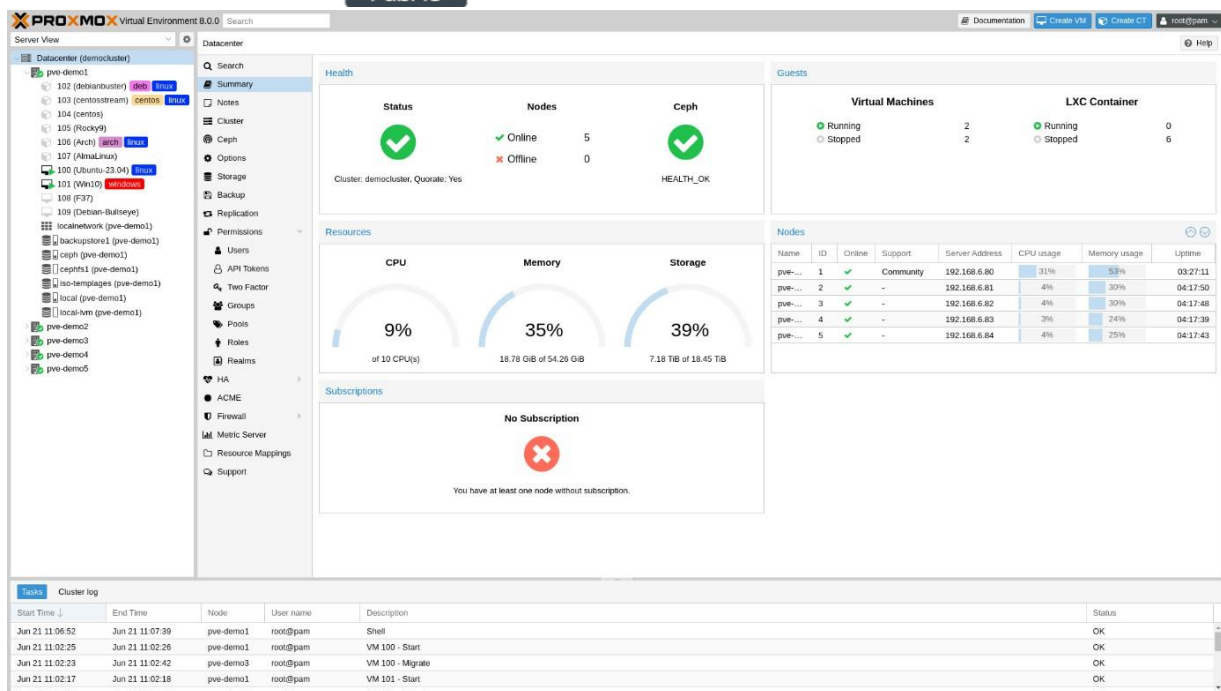 PROXMOX Virtual Environment 8.0.0 Search
Documentation Create VM Create CT root@pam
Server View
Datacenter
Help
Datacenter (democluster)
pve-demo1
102 (debianbuster) deb linux
103 (centosstream) centos linux
104 (centos)
105 (Rocky9)
106 (Arch) arch linux
107 (AlmaLinux)
100 (Ubuntu-23.04) linux
101 (Win10) windows
108 (F37)
109 (Debian-Bullseye)
localnetwork (pve-demo1)
backupstore1 (pve-demo1)
ceph (pve-demo1)
cephfs1 (pve-demo1)
iso-templages (pve-demo1)
local (pve-demo1)
local-lvm (pve-demo1)
pve-demo2
pve-demo3
pve-demo4
pve-demo5
Search
Summary
Notes
Cluster
Ceph
Options
Storage
Backup
Replication
Permissions
Users
API Tokens
Two Factor
Groups
Pools
Roles
Realms
HA
ACME
Firewall
Metric Server
Resource Mappings
Support
Health
Status
Cluster: democluster, Quorate: Yes
Nodes
Online 5
Offline 0
Ceph
HEALTH_OK
Guests
Virtual Machines
Running 2
Stopped 2
LXC Container
Running 0
Stopped 6
Resources
CPU
9%
of 10 CPU(s)
Memory
35%
18.78 GiB of 54.26 GiB
Storage
39%
7.18 TiB of 18.45 TiB
Nodes
Name ID Online Support Server Address CPU usage Memory usage Uptime
pve-... 1 Community 192.168.6.80 31% 53% 03:27:11
pve-... 2 - 192.168.6.81 4% 30% 04:17:50
pve-... 3 - 192.168.6.82 4% 30% 04:17:48
pve-... 4 - 192.168.6.83 3% 24% 04:17:39
pve-... 5 - 192.168.6.84 4% 25% 04:17:43
Subscriptions
No Subscription
You have at least one node without subscription.
Tasks Cluster log
Start Time End Time Node User name Description Status
Jun 21 11:06:52 Jun 21 11:07:39 pve-demo1 root@pam Shell OK
Jun 21 11:02:25 Jun 21 11:02:26 pve-demo1 root@pam VM 100 - Start OK
Jun 21 11:02:23 Jun 21 11:02:42 pve-demo3 root@pam VM 100 - Migrate OK
Jun 21 11:02:17 Jun 21 11:02:18 pve-demo1 root@pam VM 101 - Start OK